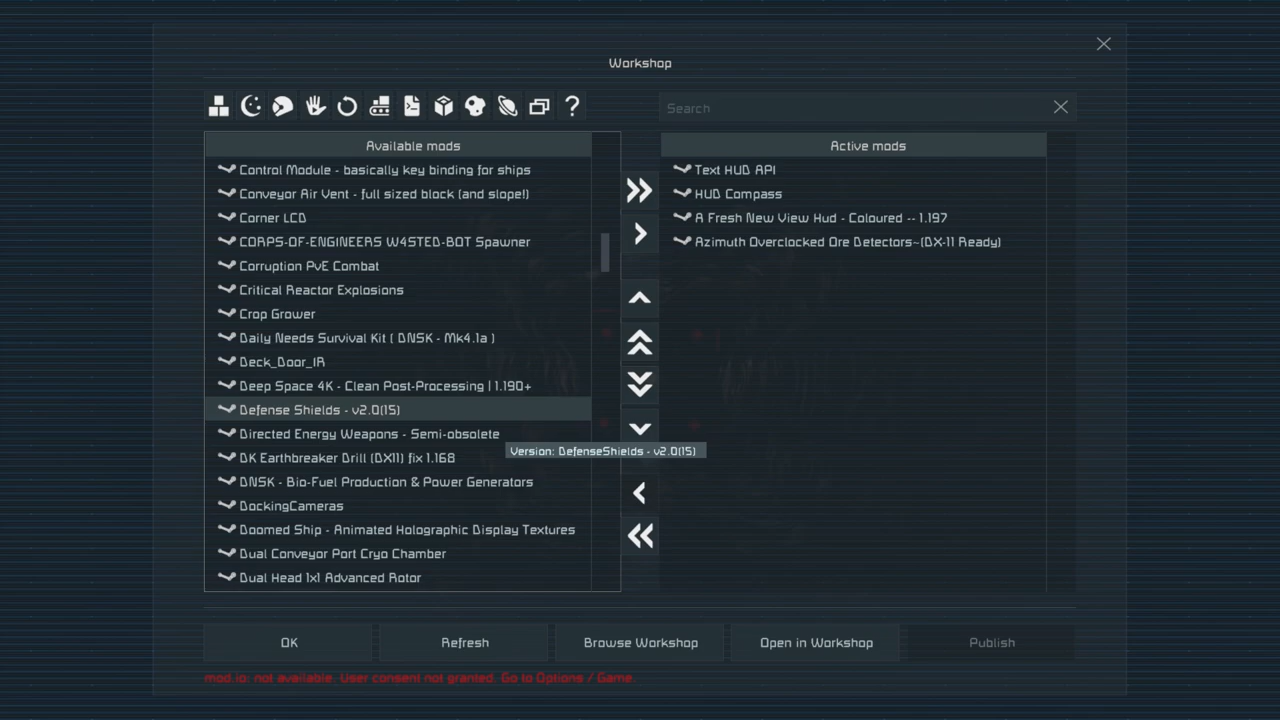 Workshop
?
Search
Available mods
Control Module - basically key binding for ships
Conveyor Air Vent - full sized block (and slope!)
Corner LCD
CORPS-OF-ENGINEERS W4STED-BOT Spawner
Corruption PvE Combat
Critical Reactor Explosions
Crop Grower
Daily Needs Survival Kit ( DNSK - Mk4.1a )
Deck_Door_IR
Deep Space 4K - Clean Post-Processing | 1.190+
Defense Shields - v2.0(15)
Directed Energy Weapons - Semi-obsolete
DK Earthbreaker Drill (DX11) fix 1.168
DNSK - Bio-Fuel Production & Power Generators
DockingCameras
Doomed Ship - Animated Holographic Display Textures
Dual Conveyor Port Cryo Chamber
Dual Head 1x1 Advanced Rotor
Version: DefenseShields - v2.0(15)
Active mods
Text HUD API
HUD Compass
A Fresh New View Hud - Coloured -- 1.197
Azimuth Overclocked Ore Detectors~(DX-11 Ready)
OK
Refresh
Browse Workshop
Open in Workshop
Publish
mod.io: not available. User consent not granted. Go to Options / Game.